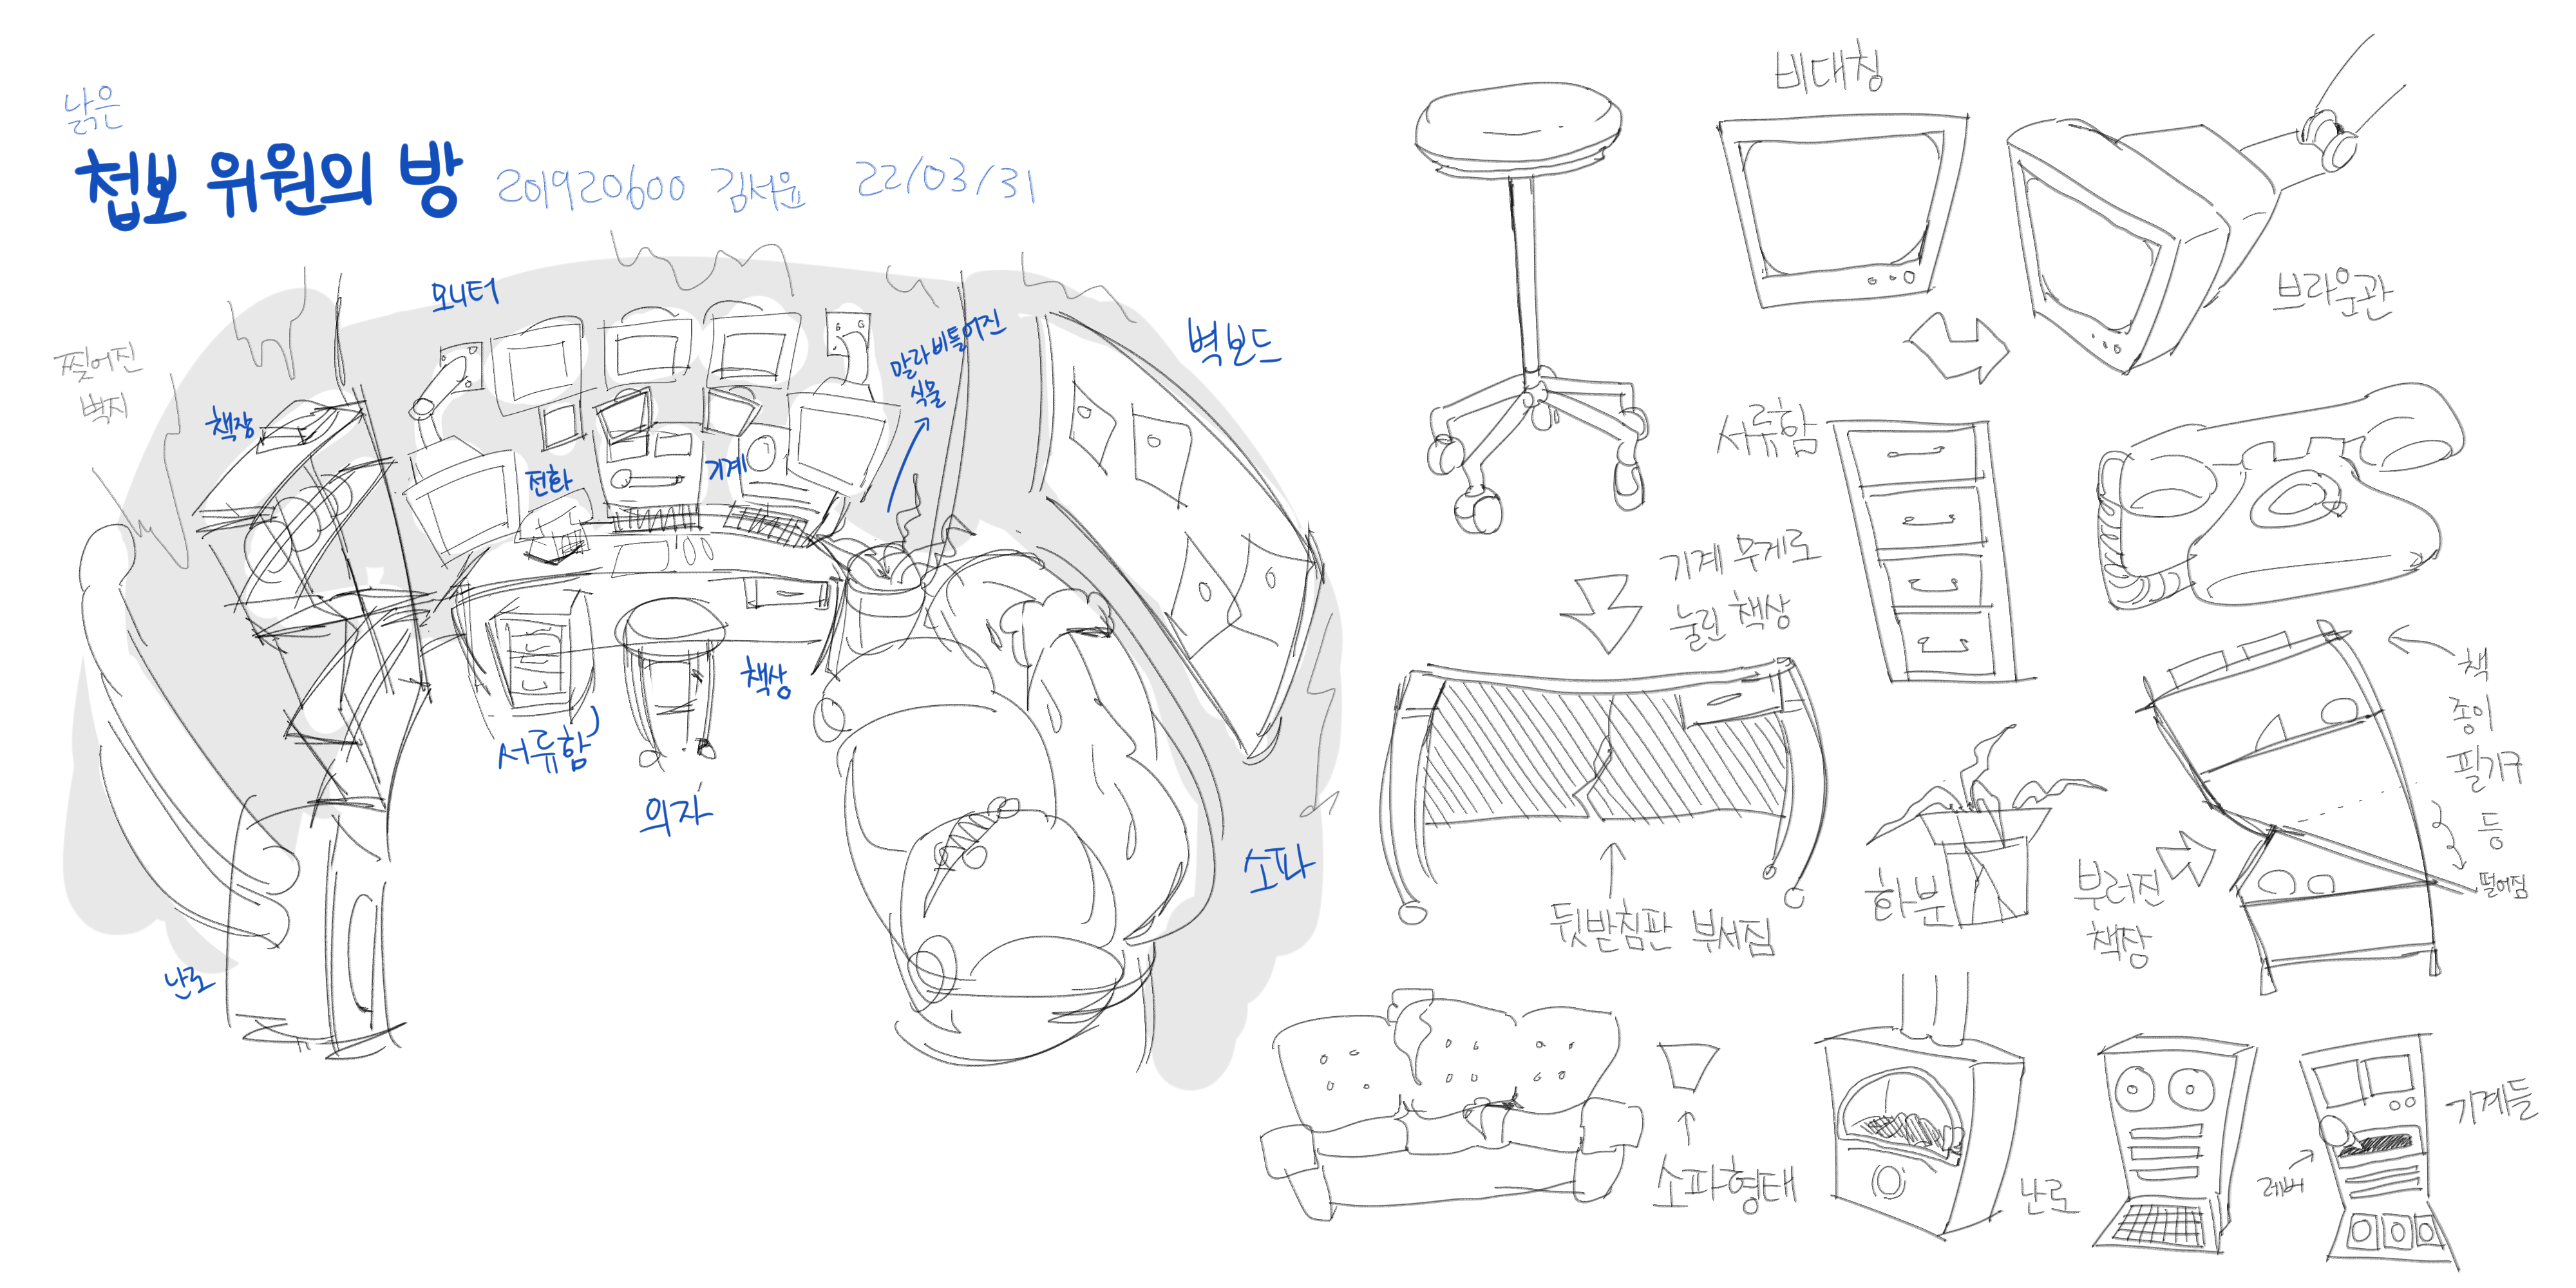 낡은
첩보 위원의 방 201920600 김서윤 22/03/31
모니터
찢어진
벽지
책장
전화
기계
말라비틀어진
식물
벽보드
서류함
의자
책상
소파
난로
비대칭
브라운관
서류함
기계 무게로
눌린 책상
뒷받침판 부서짐
화분
부러진
책장
책
종이
필기구
등
떨어짐
소파형태
난로
레버
기계들